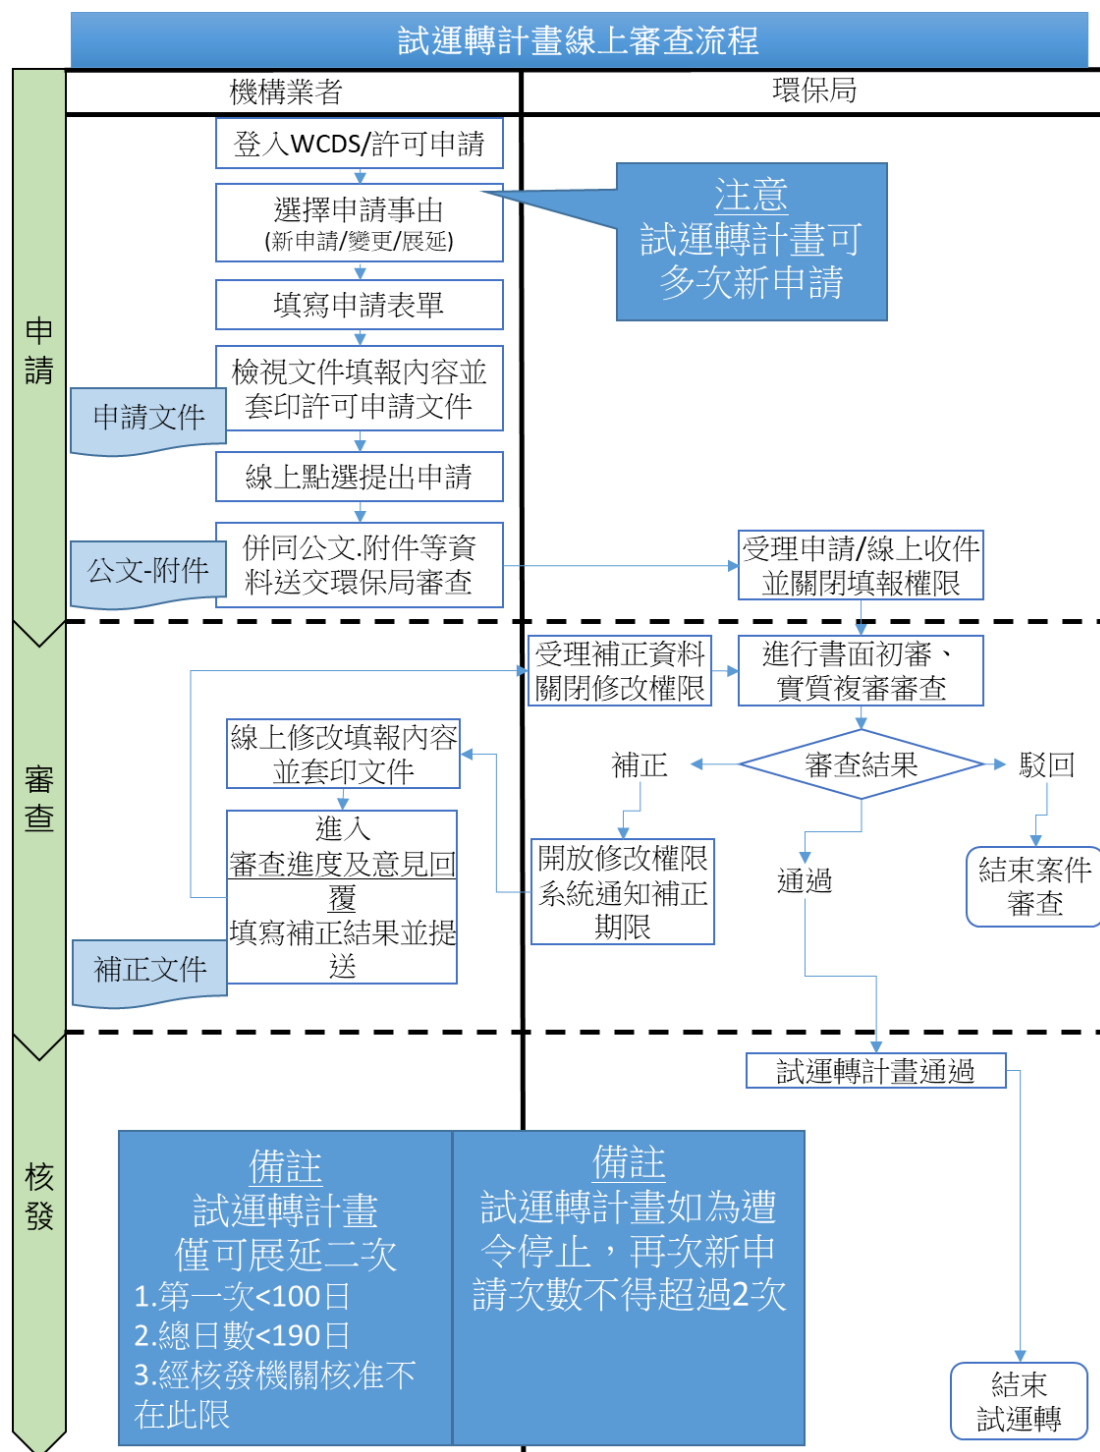 試運轉計畫線上審查流程
機構業者
環保局
申
請
登入WCDS/許可申請
選擇申請事由
(新申請/變更/展延)
注意
試運轉計畫可
多次新申請
填寫申請表單
檢視文件填報內容並
套印許可申請文件
申請文件
線上點選提出申請
併同公文.附件等資
料送交環保局審查
公文-附件
受理申請/線上收件
並關閉填報權限
審
查
受理補正資料
關閉修改權限
進行書面初審、
實質複審審查
線上修改填報內容
並套印文件
補正
審查結果
駁回
進入
審查進度及意見回
覆
填寫補正結果並提
送
補正文件
開放修改權限
系統通知補正
期限
通過
結束案件
審查
核
發
試運轉計畫通過
備註
試運轉計畫
僅可展延二次
1.第一次<100日
2.總日數<190日
3.經核發機關核准不
在此限
備註
試運轉計畫如為遭
令停止，再次新申
請次數不得超過2次
結束
試運轉